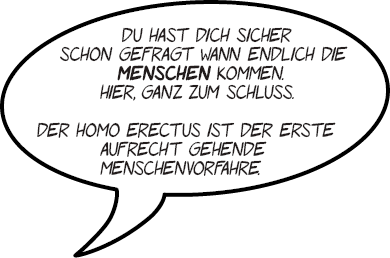 DU HAST DICH SICHER
SCHON GEFRAGT WANN ENDLICH DIE
MENSCHEN KOMMEN.
HIER, GANZ ZUM SCHLUSS.
DER HOMO ERECTUS IST DER ERSTE
AUFRECHT GEHENDE
MENSCHENVORFAHRE.